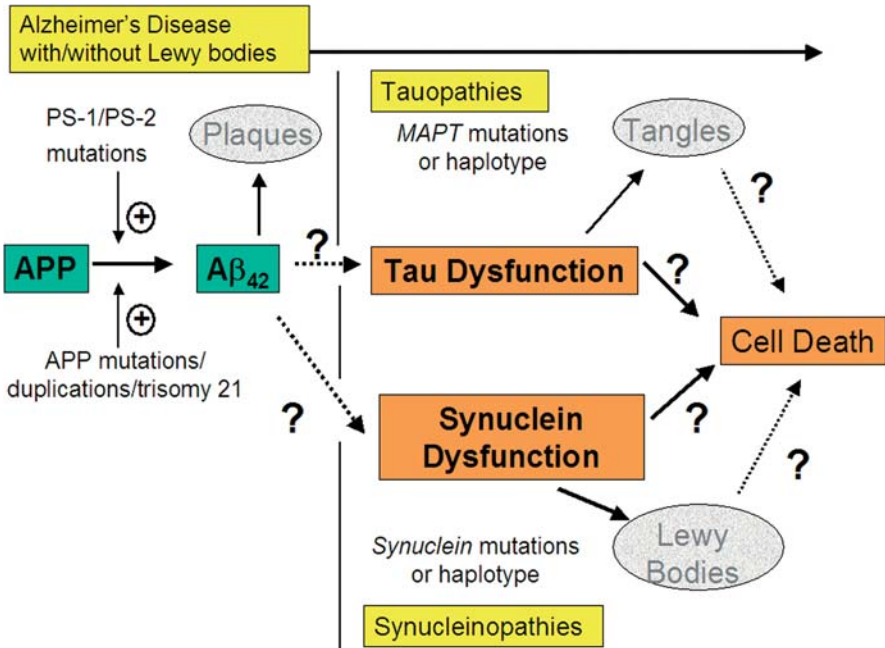 Alzheimer's Disease
with/without Lewy bodies
Tauopathies
PS-1/PS-2
mutations
Plaques
MAPT mutations
or haplotype
Tangles
?
+
APP
Aβ42
?
Tau Dysfunction
?
Cell Death
+
APP mutations/
duplications/trisomy 21
?
Synuclein
Dysfunction
?
?
Synuclein mutations
or haplotype
Lewy
Bodies
Synucleinopathies